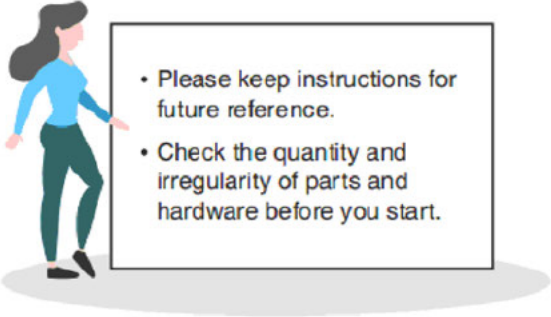 • Please keep instructions for
future reference.
• Check the quantity and
irregularity of parts and
hardware before you start.